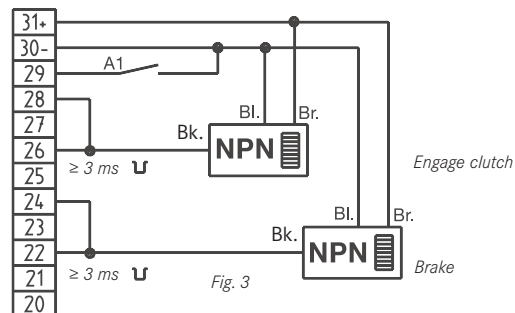 31+
30-
29 A1
28
27 Bl. Br.
26 Bk. NPN
≥ 3 ms Engage clutch
25
24
23 Bl. Br.
22 Bk. NPN
≥ 3 ms Fig. 3 Brake
21
20